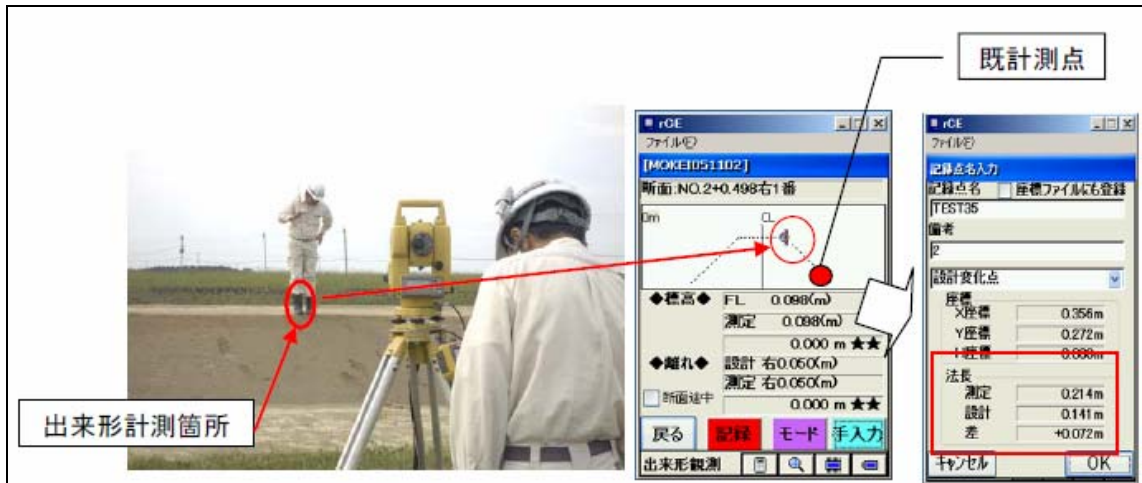 既計測点
出来形計測箇所
rCE
ファイル(F)
[MOKEI051102]
断面:NO.2+0.498右1番
0m
CL
◆標高◆ FL 0.098(m)
測定 0.098(m)
0.000 m ★★
◆離れ◆ 設計 右0.050(m)
測定 右0.050(m)
断面途中
0.000 m ★★
戻る 記録 モード 手入力
出来形観測
rCE
ファイル(F)
記録点名入力
記録点名 座標ファイルにも登録
TEST35
備考
2
設計変化点
座標
X座標 0.356m
Y座標 0.272m
法長
測定 0.214m
設計 0.141m
差 +0.072m
キャンセル OK